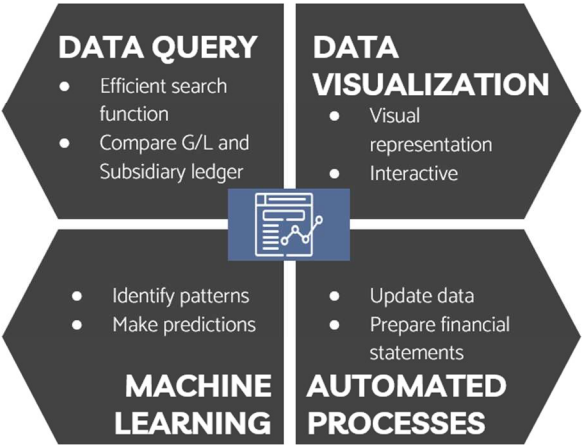 DATA QUERY
● Efficient search
function
● Compare G/L and
Subsidiary ledger
DATA
VISUALIZATION
● Visual
representation
● Interactive
● Identify patterns
● Make predictions
MACHINE
LEARNING
● Update data
● Prepare financial
statements
AUTOMATED
PROCESSES